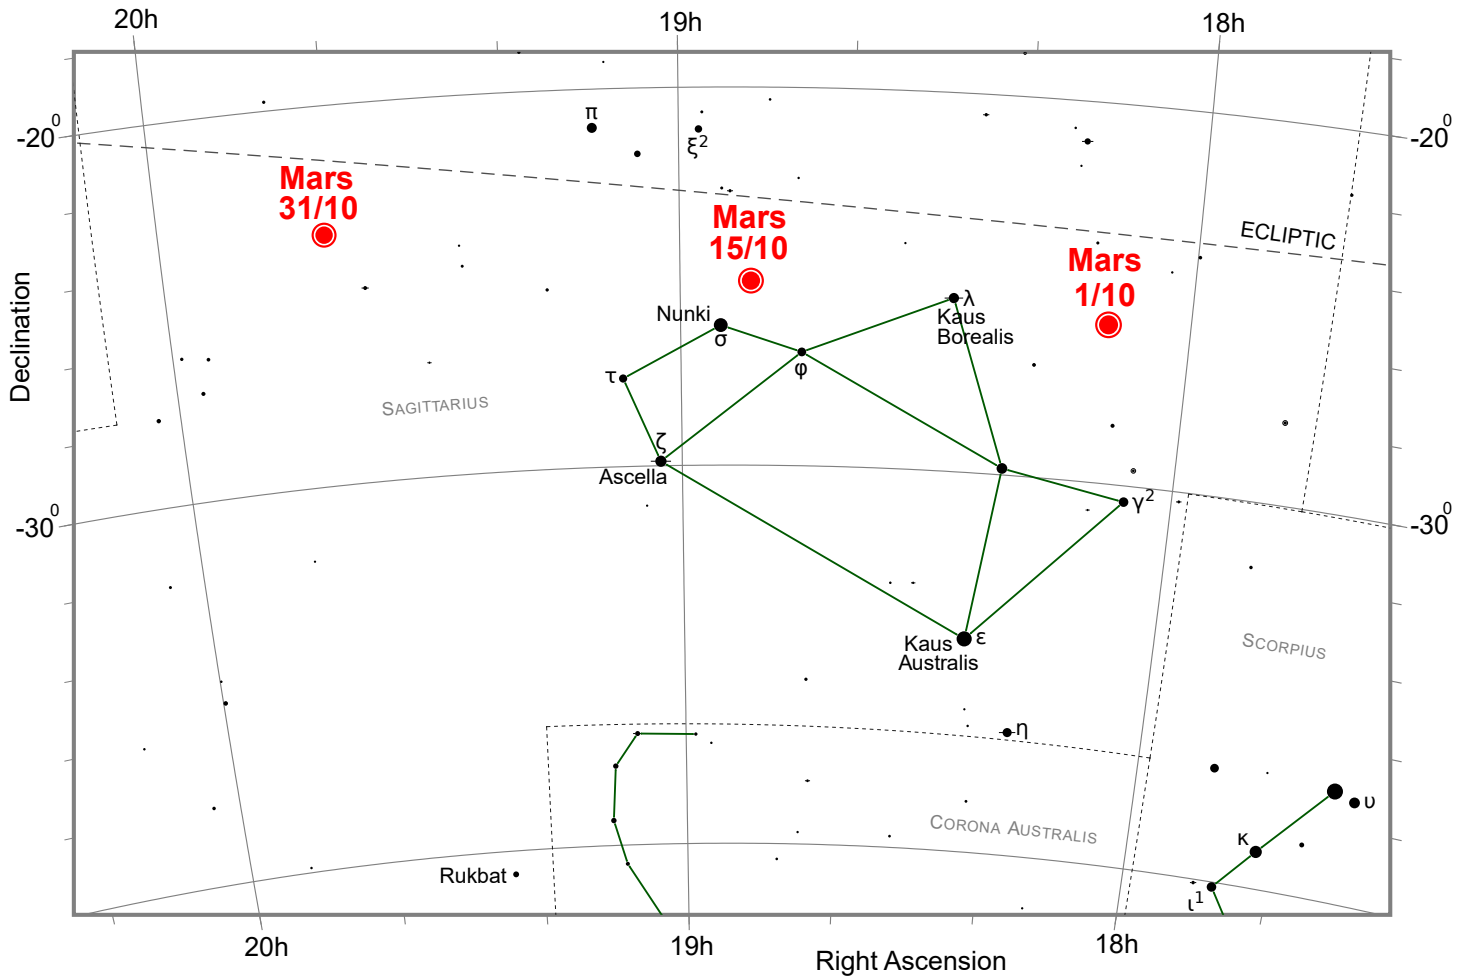 20h
19h
18h
π
ξ²
-20⁰
-20⁰
Mars
31/10
Mars
15/10
Mars
1/10
ECLIPTIC
Declination
Nunki
σ
λ
Kaus
Borealis
τ
φ
SAGITTARIUS
ζ
Ascella
γ²
-30⁰
-30⁰
Kaus
Australis
ε
SCORPIUS
η
υ
CORONA AUSTRALIS
κ
Rukbat
ι¹
20h
19h
18h
Right Ascension